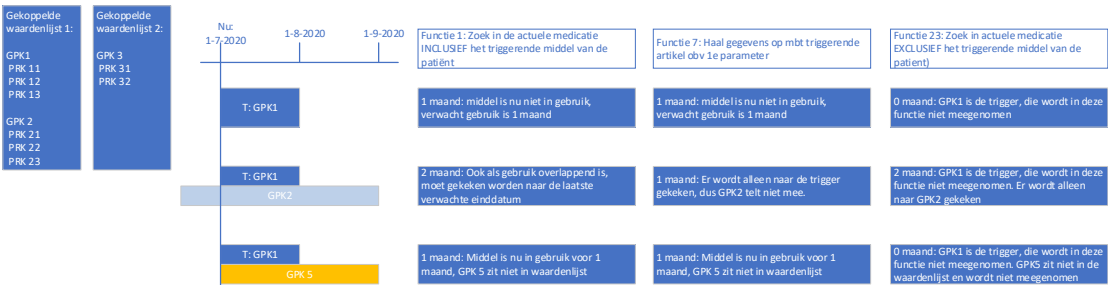 Gekoppelde
waardenlijst 1:
GPK1
PRK 11
PRK 12
PRK 13
GPK 2
PRK 21
PRK 22
PRK 23
Gekoppelde
waardenlijst 2:
GPK 3
PRK 31
PRK 32
Nu:
1-7-2020
1-8-2020
1-9-2020
Functie 1: Zoek in de actuele medicatie
INCLUSIEF het triggerende middel van de
patiënt
Functie 7: Haal gegevens op mbt triggerende
artikel obv 1e parameter
Functie 23: Zoek in actuele medicatie
EXCLUSIEF het triggerende middel van de
patient)
T: GPK1
1 maand: middel is nu niet in gebruik,
verwacht gebruik is 1 maand
1 maand: middel is nu niet in gebruik,
verwacht gebruik is 1 maand
0 maand: GPK1 is de trigger, die wordt in deze
functie niet meegenomen
T: GPK1
GPK2
2 maand: Ook als gebruik overlappend is,
moet gekeken worden naar de laatste
verwachte einddatum
1 maand: Er wordt alleen naar de trigger
gekeken, dus GPK2 telt niet mee.
2 maand: GPK1 is de trigger, die wordt in deze
functie niet meegenomen. Er wordt alleen
naar GPK2 gekeken
T: GPK1
GPK 5
1 maand: Middel is nu in gebruik voor 1
maand, GPK 5 zit niet in waardenlijst
1 maand: Middel is nu in gebruik voor 1
maand, GPK 5 zit niet in waardenlijst
0 maand: GPK1 is de trigger, die wordt in deze
functie niet meegenomen. GPK5 zit niet in de
waardenlijst en wordt niet meegenomen